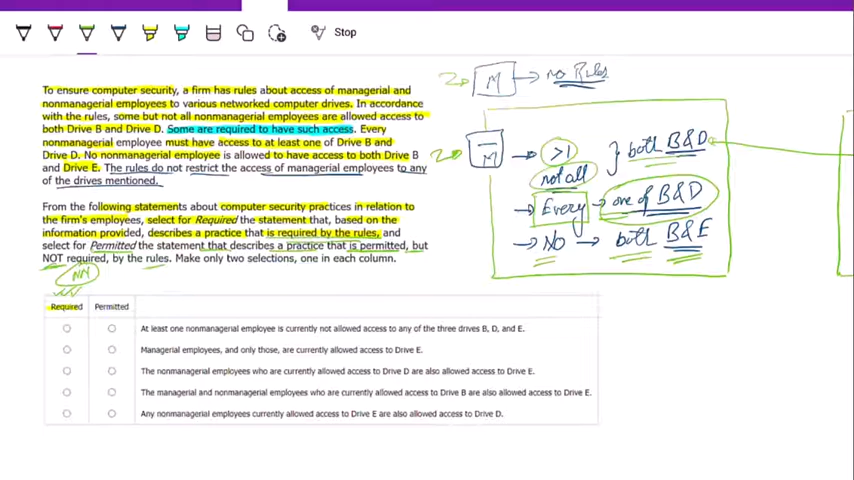 Stop
To ensure computer security, a firm has rules about access of managerial and
nonmanagerial employees to various networked computer drives. In accordance
with the rules, some but not all nonmanagerial employees are allowed access to
both Drive B and Drive D. Some are required to have such access. Every
nonmanagerial employee must have access to at least one of Drive B and
Drive D. No nonmanagerial employee is allowed to have access to both Drive B
and Drive E. The rules do not restrict the access of managerial employees to any
of the drives mentioned.
From the following statements about computer security practices in relation to
the firm's employees, select for Required the statement that, based on the
information provided, describes a practice that is required by the rules, and
select for Permitted the statement that describes a practice that is permitted, but
NOT required, by the rules. Make only two selections, one in each column.
NM
M → no Rules
M → >1 } both B&D
not all
→ Every → one of B&D
→ No → both B&E
Required Permitted
At least one nonmanagerial employee is currently not allowed access to any of the three drives B, D, and E.
Managerial employees, and only those, are currently allowed access to Drive E.
The nonmanagerial employees who are currently allowed access to Drive D are also allowed access to Drive E.
The managerial and nonmanagerial employees who are currently allowed access to Drive B are also allowed access to Drive E.
Any nonmanagerial employees currently allowed access to Drive E are also allowed access to Drive D.